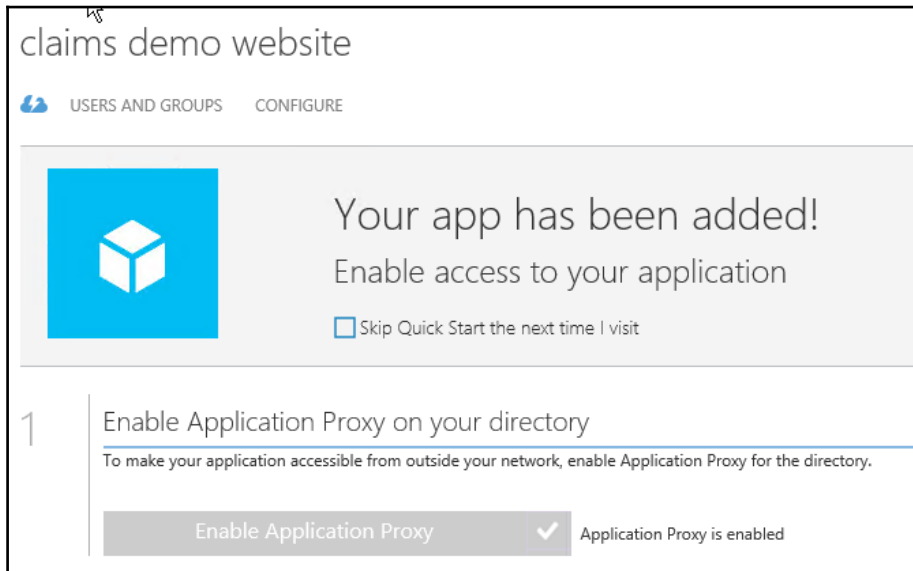 claims demo website
USERS AND GROUPS CONFIGURE
Your app has been added!
Enable access to your application
Skip Quick Start the next time I visit
1
Enable Application Proxy on your directory
To make your application accessible from outside your network, enable Application Proxy for the directory.
Enable Application Proxy
Application Proxy is enabled